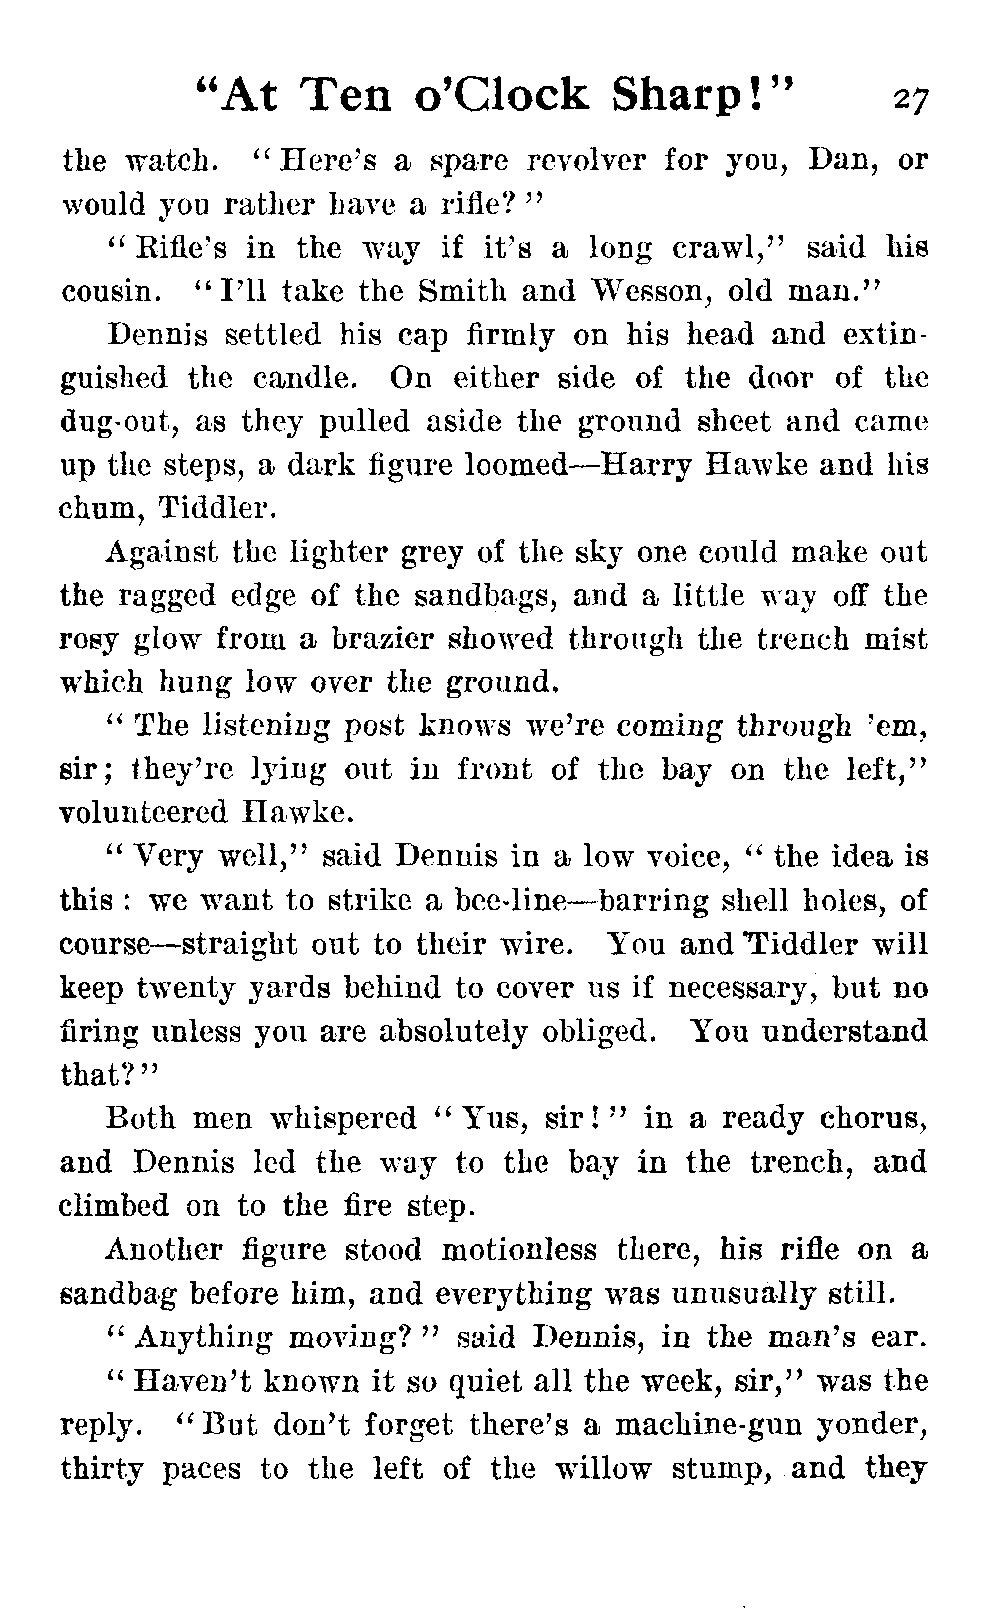 "At Ten o'Clock Sharp!" 27
the watch. "Here's a spare revolver for you, Dan, or
would you rather have a rifle?"
"Rifle's in the way if it's a long crawl," said his
cousin. "I'll take the Smith and Wesson, old man."
Dennis settled his cap firmly on his head and extin-
guished the candle. On either side of the door of the
dug-out, as they pulled aside the ground sheet and came
up the steps, a dark figure loomed—Harry Hawke and his
chum, Tiddler.
Against the lighter grey of the sky one could make out
the ragged edge of the sandbags, and a little way off the
rosy glow from a brazier showed through the trench mist
which hung low over the ground.
"The listening post knows we're coming through 'em,
sir; they're lying out in front of the bay on the left,"
volunteered Hawke.
"Very well," said Dennis in a low voice, "the idea is
this: we want to strike a bee-line—barring shell holes, of
course—straight out to their wire. You and Tiddler will
keep twenty yards behind to cover us if necessary, but no
firing unless you are absolutely obliged. You understand
that?"
Both men whispered "Yus, sir!" in a ready chorus,
and Dennis led the way to the bay in the trench, and
climbed on to the fire step.
Another figure stood motionless there, his rifle on a
sandbag before him, and everything was unusually still.
"Anything moving?" said Dennis, in the man's ear.
"Haven't known it so quiet all the week, sir," was the
reply. "But don't forget there's a machine-gun yonder,
thirty paces to the left of the willow stump, and they